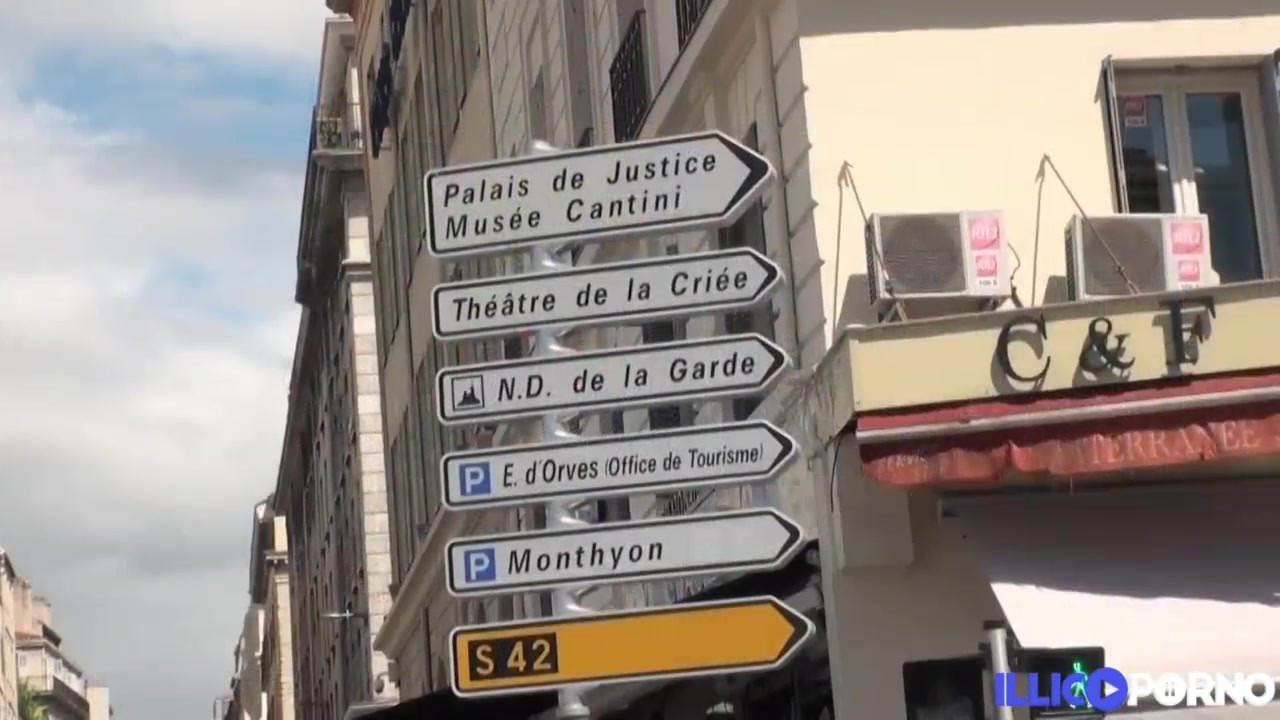 Palais de Justice
Musée Cantini
Théâtre de la Criée
N.D. de la Garde
P E. d'Orves (Office de Tourisme)
P Monthyon
S 42
C & F
TERRANEE
ILLICOPORNO